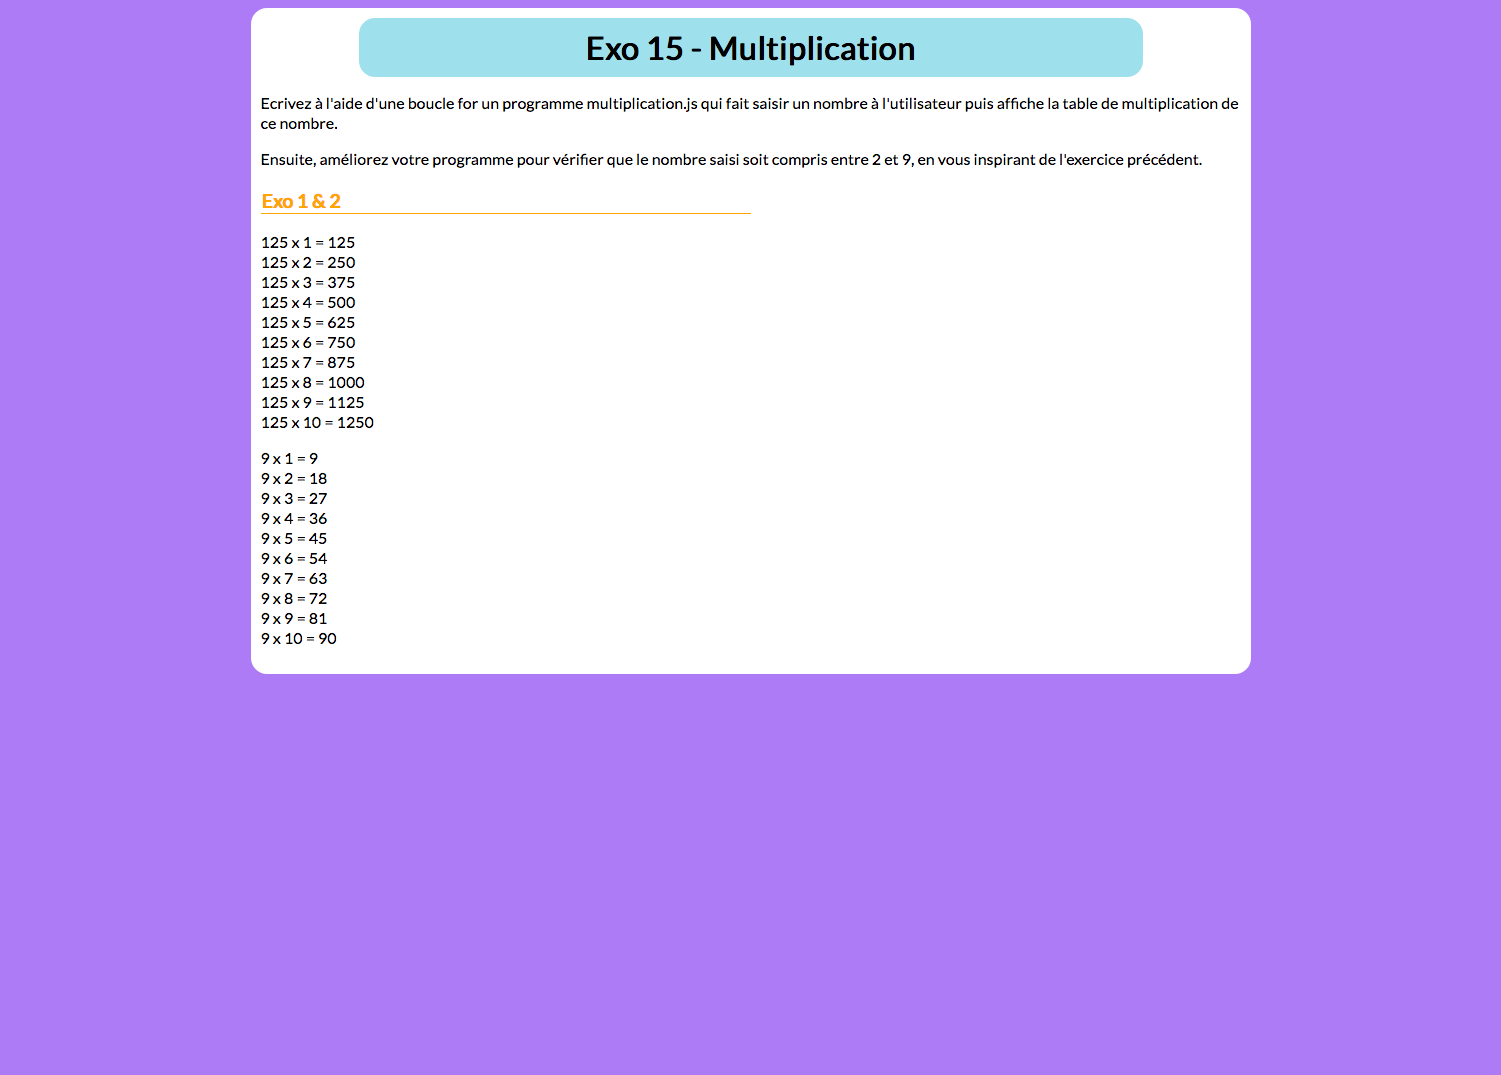 Exo 15 - Multiplication
Ecrivez à l'aide d'une boucle for un programme multiplication.js qui fait saisir un nombre à l'utilisateur puis affiche la table de multiplication de
ce nombre.
Ensuite, améliorez votre programme pour vérifier que le nombre saisi soit compris entre 2 et 9, en vous inspirant de l'exercice précédent.
Exo 1 & 2
125 x 1 = 125
125 x 2 = 250
125 x 3 = 375
125 x 4 = 500
125 x 5 = 625
125 x 6 = 750
125 x 7 = 875
125 x 8 = 1000
125 x 9 = 1125
125 x 10 = 1250
9 x 1 = 9
9 x 2 = 18
9 x 3 = 27
9 x 4 = 36
9 x 5 = 45
9 x 6 = 54
9 x 7 = 63
9 x 8 = 72
9 x 9 = 81
9 x 10 = 90